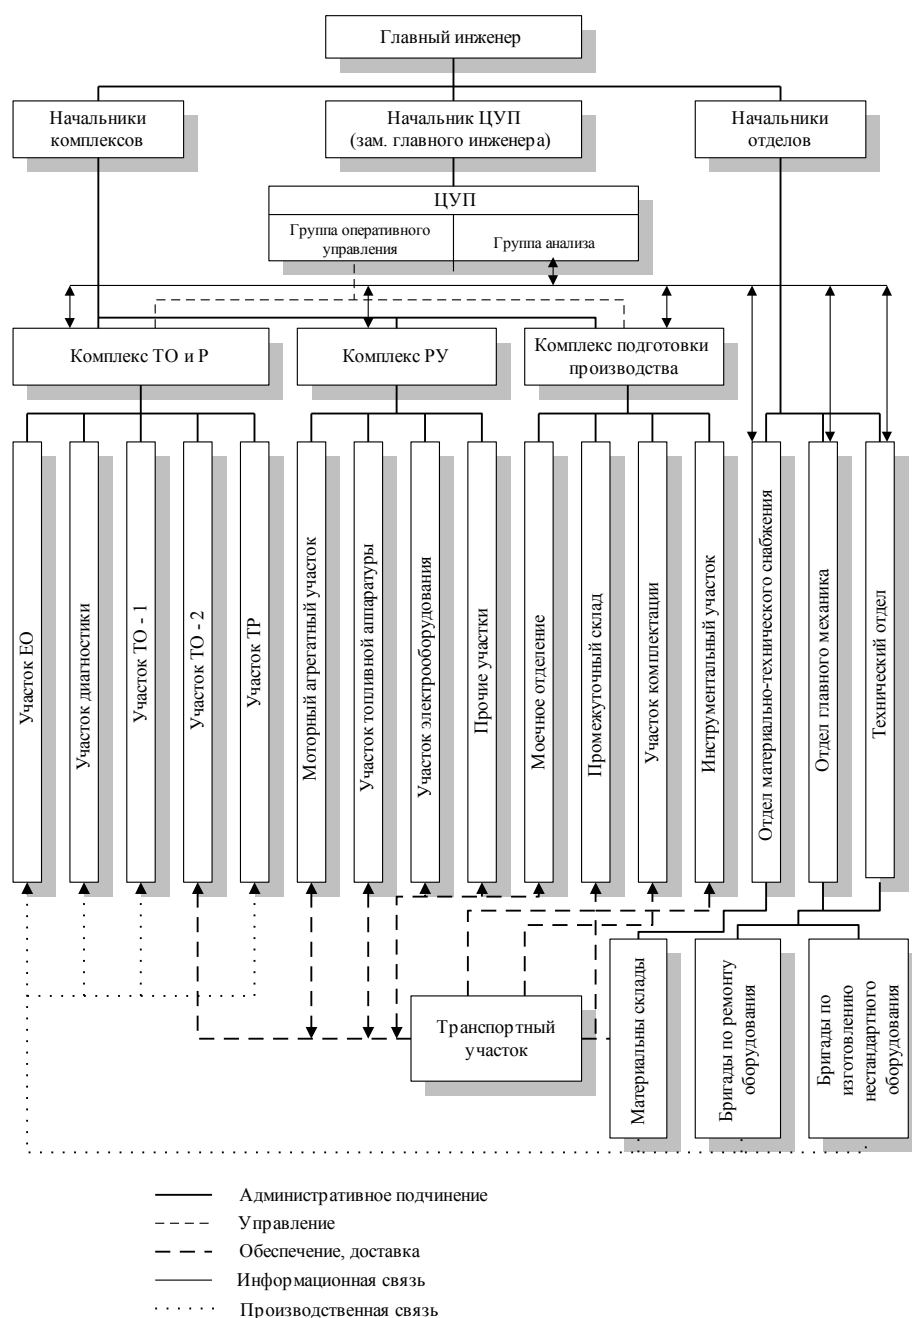 Главный инженер
Начальники
комплексов
Начальник ЦУП
(зам. главного инженера)
Начальники
отделов
ЦУП
Группа оперативного
управления
Группа анализа
Комплекс ТО и Р
Комплекс РУ
Комплекс подготовки
производства
Участок ЕО
Участок диагностики
Участок ТО - 1
Участок ТО - 2
Участок ТР
Моторный агрегатный участок
Участок топливной аппаратуры
Участок электрооборудования
Прочие участки
Моечное отделение
Промежуточный склад
Участок комплектации
Инструментальный участок
Отдел материально-технического снабжения
Отдел главного механика
Технический отдел
Транспортный
участок
Материальны склады
Бригады по ремонту
оборудования
Бригады по
изготовлению
нестандартного
оборудования
Административное подчинение
Управление
Обеспечение, доставка
Информационная связь
Производственная связь